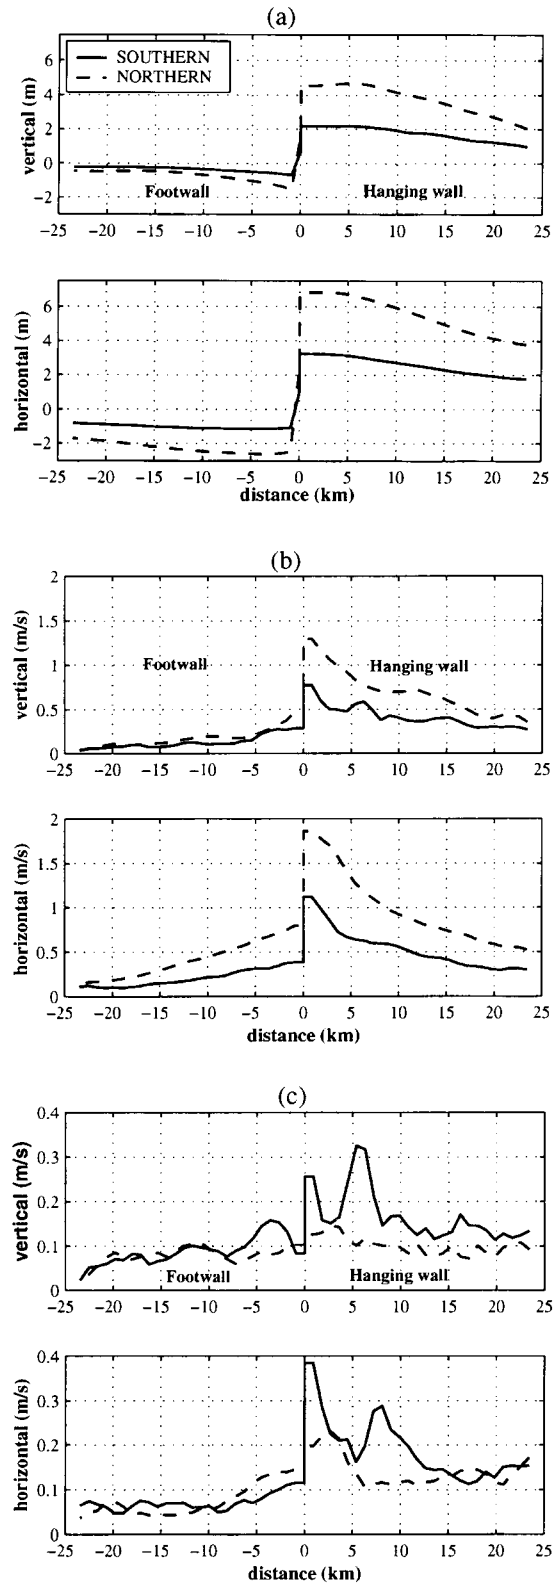 (a)
SOUTHERN
NORTHERN
vertical (m)
6
4
2
0
−2
Footwall
Hanging wall
−25 −20 −15 −10 −5 0 5 10 15 20 25
horizontal (m)
6
4
2
0
−2
−25 −20 −15 −10 −5 0 5 10 15 20 25
distance (km)
(b)
vertical (m/s)
2
1.5
1
0.5
0
Footwall
Hanging wall
−25 −20 −15 −10 −5 0 5 10 15 20 25
horizontal (m/s)
2
1.5
1
0.5
0
−25 −20 −15 −10 −5 0 5 10 15 20 25
distance (km)
(c)
vertical (m/s)
0.4
0.3
0.2
0.1
0
Footwall
Hanging wall
−25 −20 −15 −10 −5 0 5 10 15 20 25
horizontal (m/s)
0.4
0.3
0.2
0.1
0
−25 −20 −15 −10 −5 0 5 10 15 20 25
distance (km)